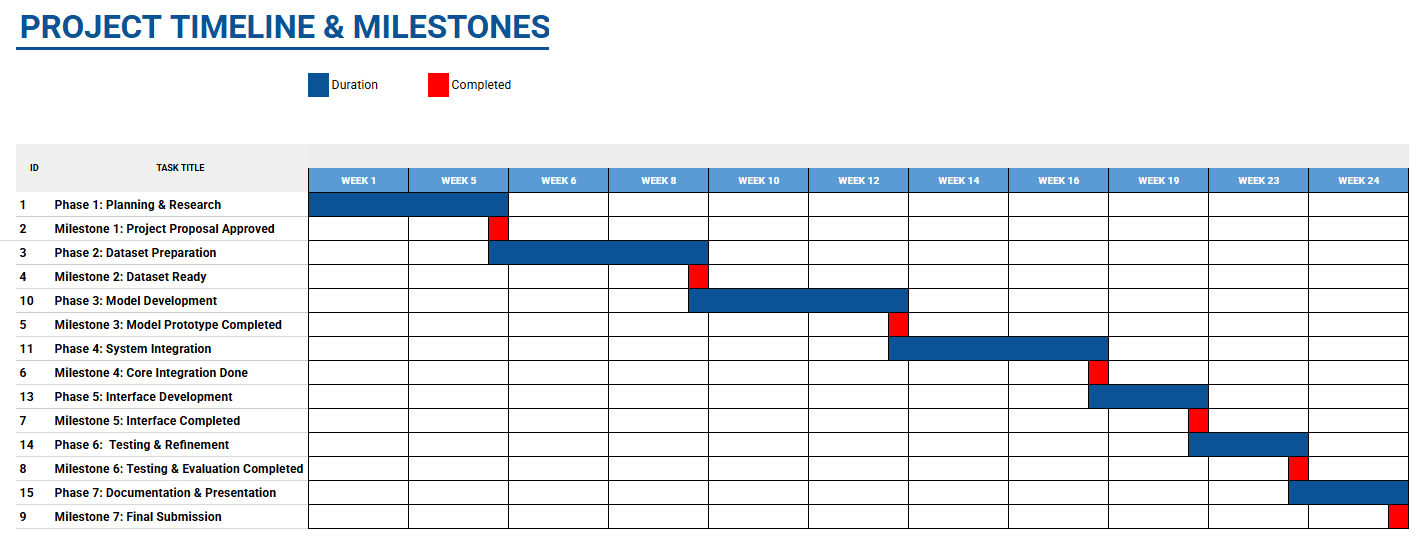 PROJECT TIMELINE & MILESTONES
Duration Completed
ID TASK TITLE
WEEK 1 WEEK 5 WEEK 6 WEEK 8 WEEK 10 WEEK 12 WEEK 14 WEEK 16 WEEK 19 WEEK 23 WEEK 24
1 Phase 1: Planning & Research
2 Milestone 1: Project Proposal Approved
3 Phase 2: Dataset Preparation
4 Milestone 2: Dataset Ready
10 Phase 3: Model Development
5 Milestone 3: Model Prototype Completed
11 Phase 4: System Integration
6 Milestone 4: Core Integration Done
13 Phase 5: Interface Development
7 Milestone 5: Interface Completed
14 Phase 6: Testing & Refinement
8 Milestone 6: Testing & Evaluation Completed
15 Phase 7: Documentation & Presentation
9 Milestone 7: Final Submission